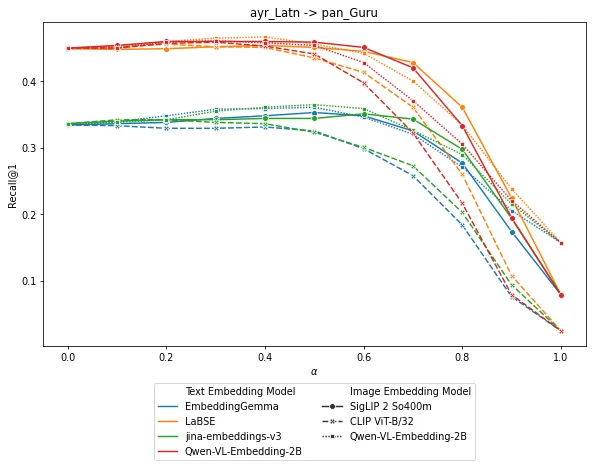 ayr_Latn -> pan_Guru
Recall@1
0.4
0.3
0.2
0.1
0.0 0.2 0.4 0.6 0.8 1.0
α
Text Embedding Model
EmbeddingGemma
LaBSE
jina-embeddings-v3
Qwen-VL-Embedding-2B
Image Embedding Model
SigLIP 2 So400m
CLIP ViT-B/32
Qwen-VL-Embedding-2B